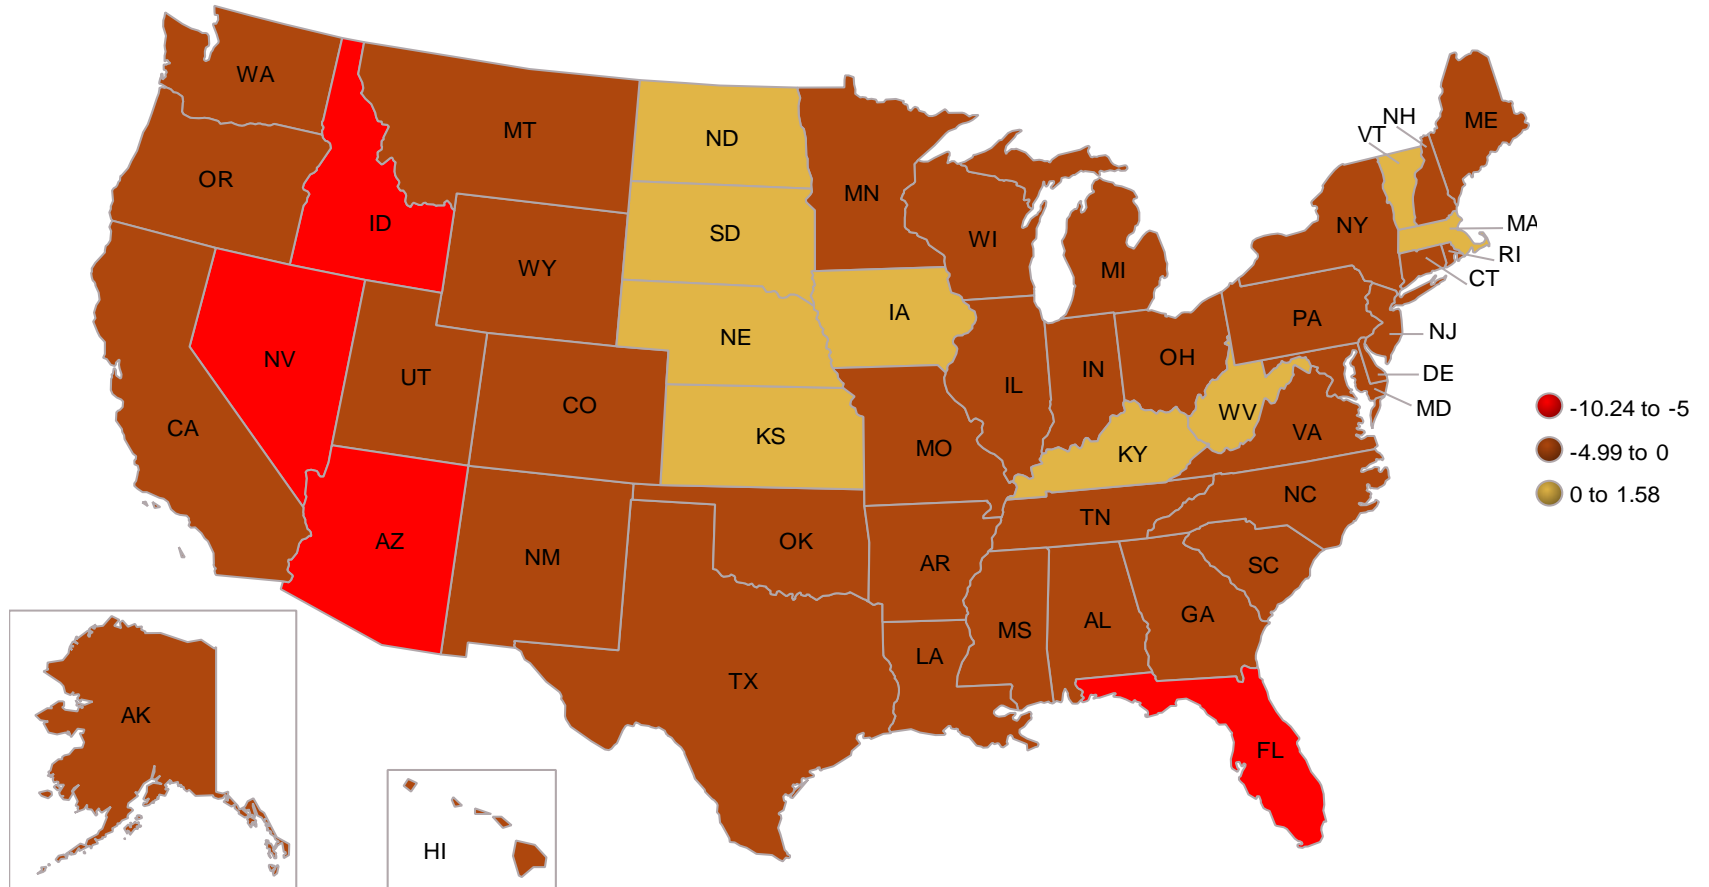 WA
MT
ND
MN
ME
NH
VT
OR
ID
SD
WI
NY
MA
RI
CT
WY
MI
NE
IA
PA
NJ
NV
UT
CO
IL
IN
OH
DE
MD
CA
KS
MO
KY
WV
VA
-10.24 to -5
-4.99 to 0
0 to 1.58
AZ
NM
OK
AR
TN
NC
SC
TX
LA
MS
AL
GA
FL
AK
HI